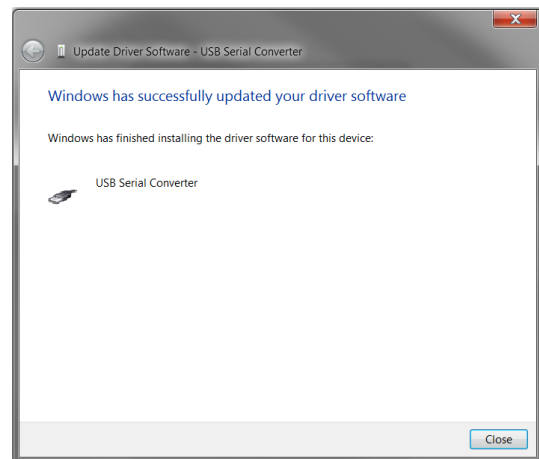 Update Driver Software - USB Serial Converter
Windows has successfully updated your driver software
Windows has finished installing the driver software for this device:
USB Serial Converter
Close